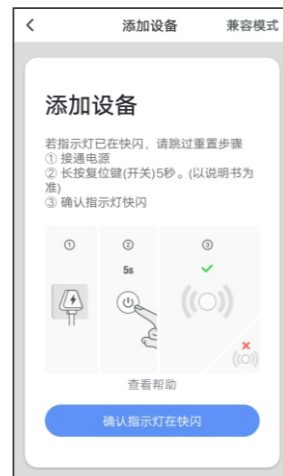 添加设备
兼容模式
添加设备
若指示灯已在快闪，请跳过重置步骤
① 接通电源
② 长按复位键(开关)5秒。(以说明书为
准)
③ 确认指示灯快闪
①
②
③
5s
查看帮助
确认指示灯在快闪